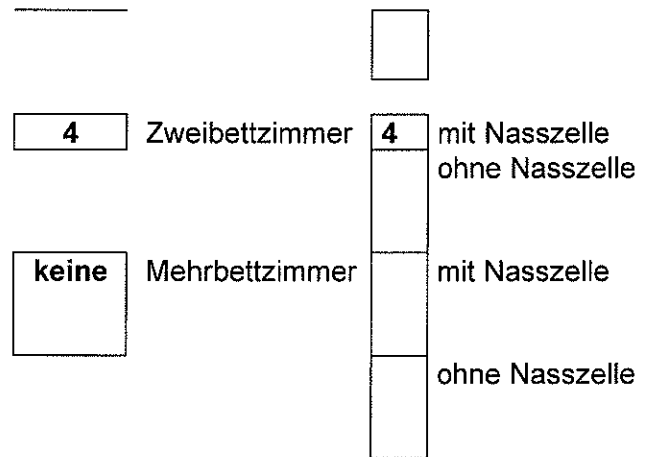 4 Zweibettzimmer 4 mit Nasszelle
ohne Nasszelle
keine Mehrbettzimmer mit Nasszelle
ohne Nasszelle